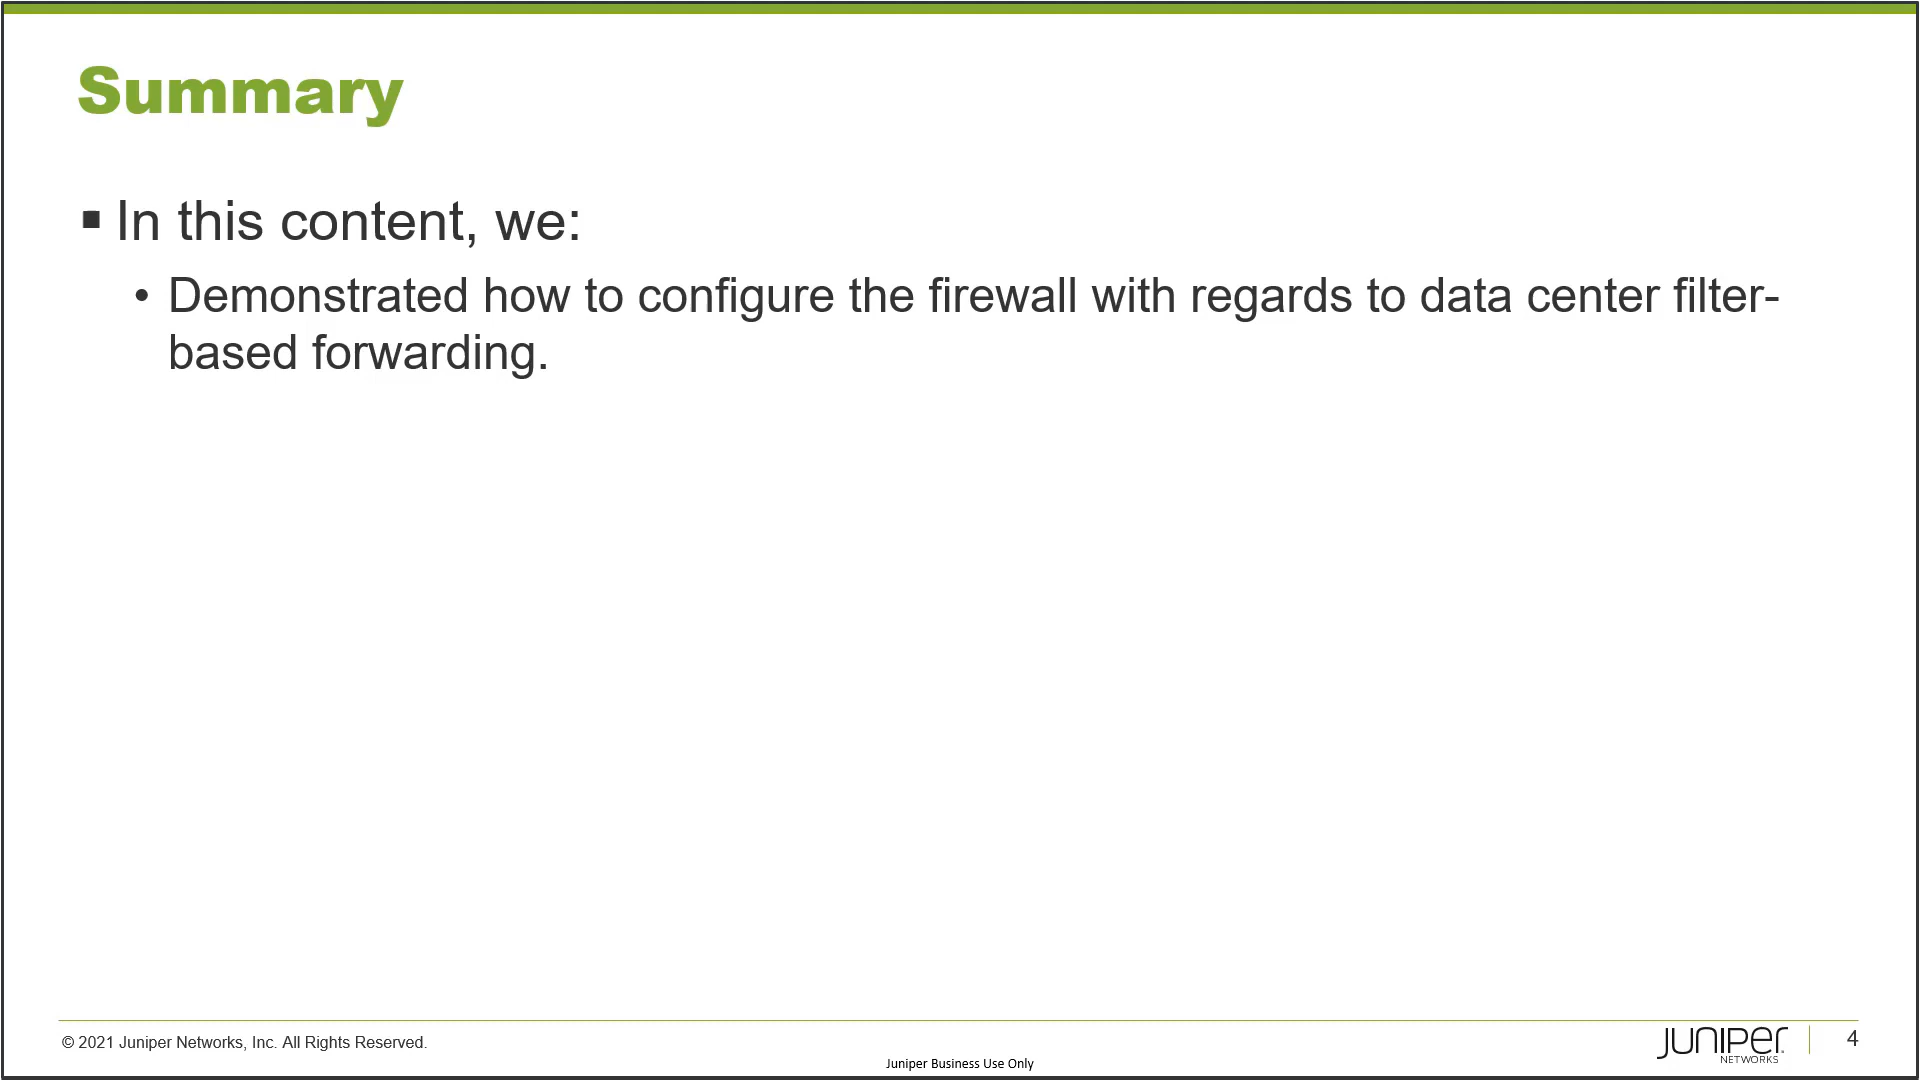 Summary
▪ In this content, we:
• Demonstrated how to configure the firewall with regards to data center filter-
based forwarding.
© 2021 Juniper Networks, Inc. All Rights Reserved.
Juniper Business Use Only
JUNIPer
NETWORKS
4